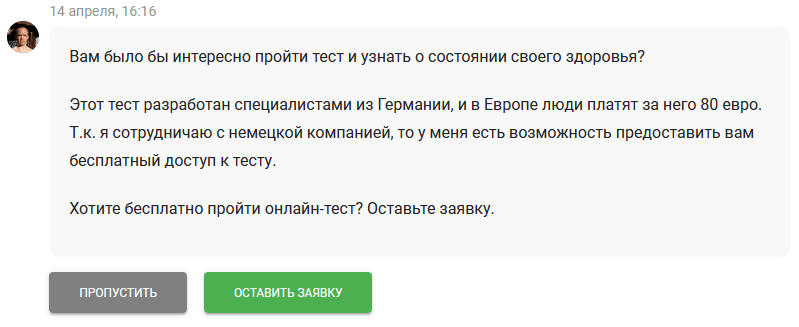 14 апреля, 16:16
Вам было бы интересно пройти тест и узнать о состоянии своего здоровья?
Этот тест разработан специалистами из Германии, и в Европе люди платят за него 80 евро.
Т.к. я сотрудничаю с немецкой компанией, то у меня есть возможность предоставить вам
бесплатный доступ к тесту.
Хотите бесплатно пройти онлайн-тест? Оставьте заявку.
ПРОПУСТИТЬ ОСТАВИТЬ ЗАЯВКУ